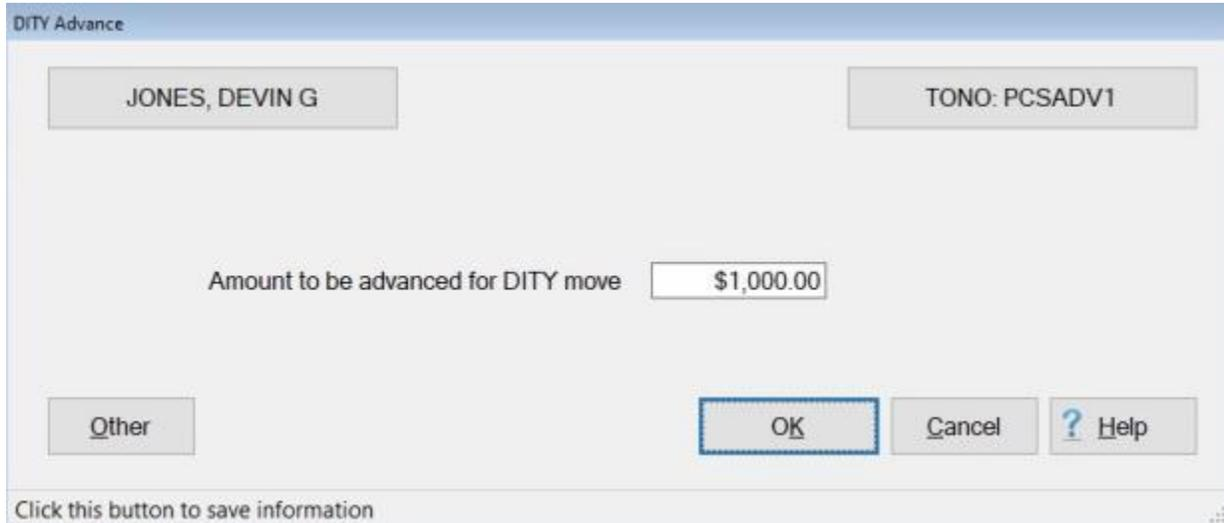 DITY Advance
JONES, DEVIN G
TONO: PCSADV1
Amount to be advanced for DITY move
$1,000.00
Other
OK
Cancel
? Help
Click this button to save information